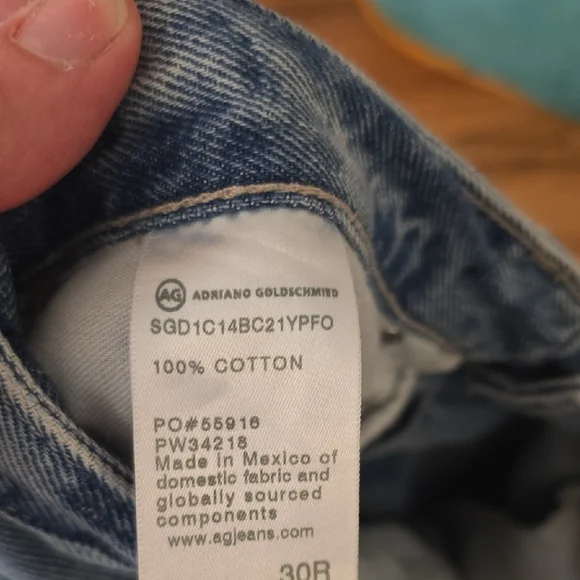 AG ADRIANO GOLDSCHMIED
SGD1C14BC21YPFO
100% COTTON
PO#55916
PW34218
Made in Mexico of
domestic fabric and
globally sourced
components
www.agjeans.com
30R